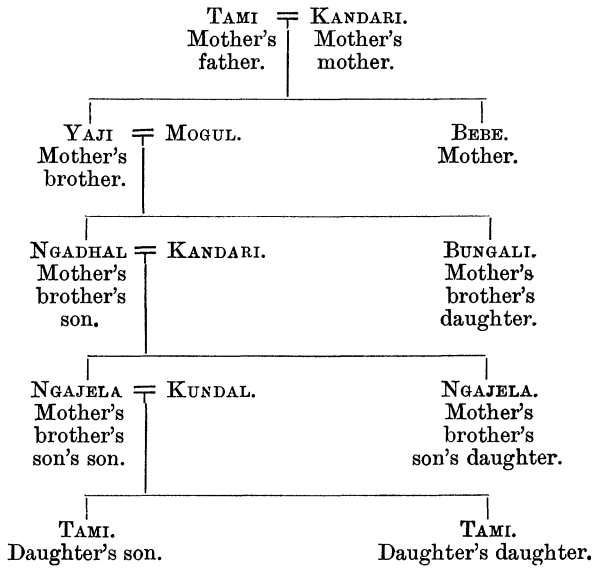 TAMI = KANDARI.
Mother's Mother's
father. mother.
YAJI = MOGUL. BEBE.
Mother's Mother.
brother.
NGADHAL = KANDARI. BUNGALI.
Mother's Mother's
brother's brother's
son. daughter.
NGAJELA = KUNDAL. NGAJELA.
Mother's Mother's
brother's brother's
son's son. son's daughter.
TAMI. TAMI.
Daughter's son. Daughter's daughter.